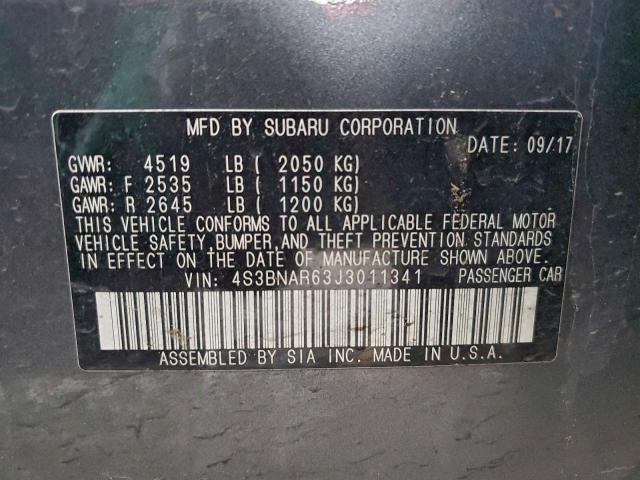 MFD BY SUBARU CORPORATION
DATE: 09/17
GVWR: 4519 LB ( 2050 KG)
GAWR: F 2535 LB ( 1150 KG)
GAWR: R 2645 LB ( 1200 KG)
THIS VEHICLE CONFORMS TO ALL APPLICABLE FEDERAL MOTOR
VEHICLE SAFETY, BUMPER, AND THEFT PREVENTION STANDARDS
IN EFFECT ON THE DATE OF MANUFACTURE SHOWN ABOVE.
VIN: 4S3BNAR63J3011341 PASSENGER CAR
ASSEMBLED BY SIA INC. MADE IN U.S.A.